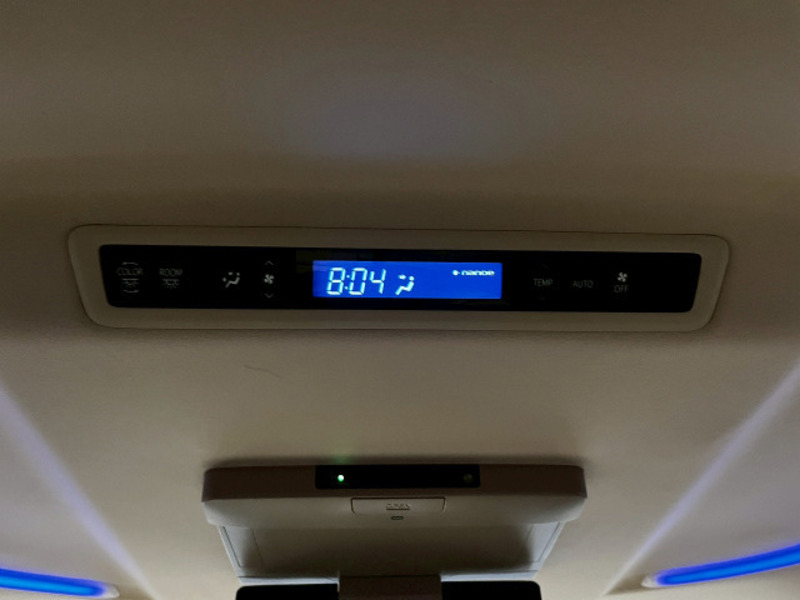 COLOR
ROOM
8:04
nanoe
TEMP
AUTO
OFF